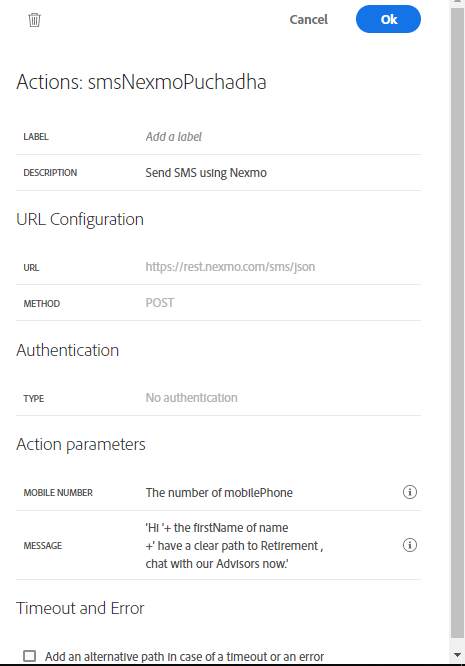 Cancel Ok
Actions: smsNexmoPuchadha
LABEL Add a label
DESCRIPTION Send SMS using Nexmo
URL Configuration
URL https://rest.nexmo.com/sms/json
METHOD POST
Authentication
TYPE No authentication
Action parameters
MOBILE NUMBER The number of mobilePhone
MESSAGE 'Hi '+ the firstName of name
+' have a clear path to Retirement ,
chat with our Advisors now.'
Timeout and Error
Add an alternative path in case of a timeout or an error